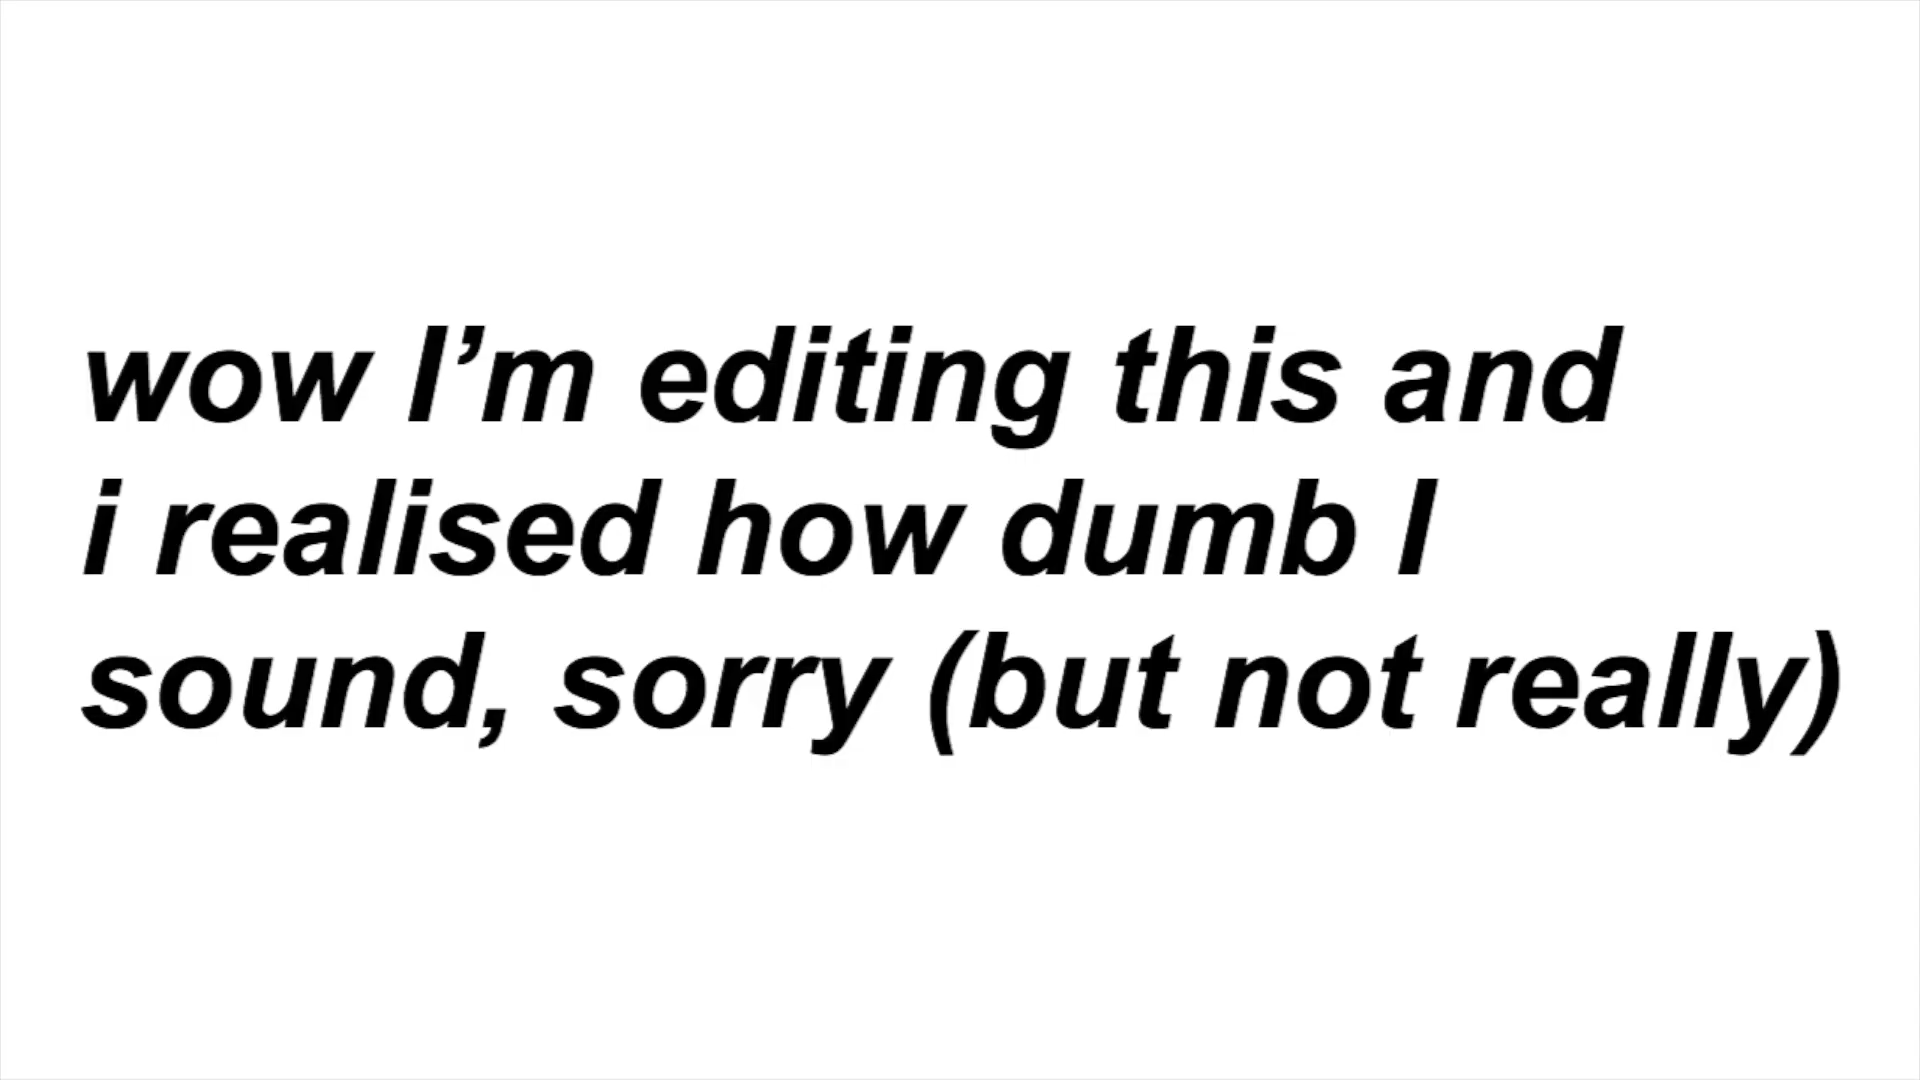 wow I’m editing this and
i realised how dumb I
sound, sorry (but not really)